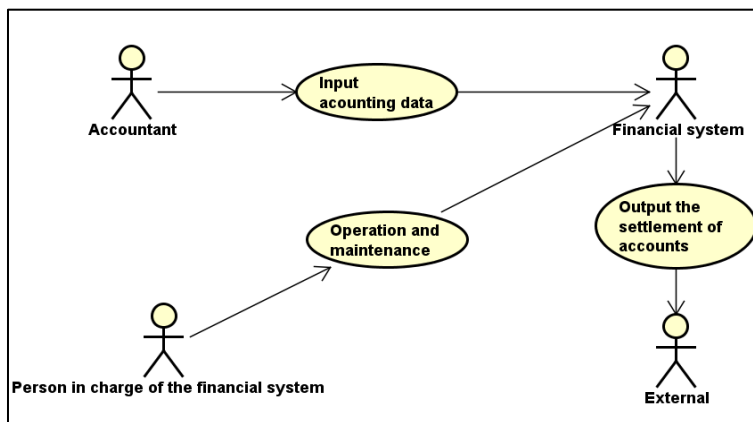 Input
acounting data
Accountant
Financial system
Operation and
maintenance
Output the
settlement of
accounts
Person in charge of the financial system
External